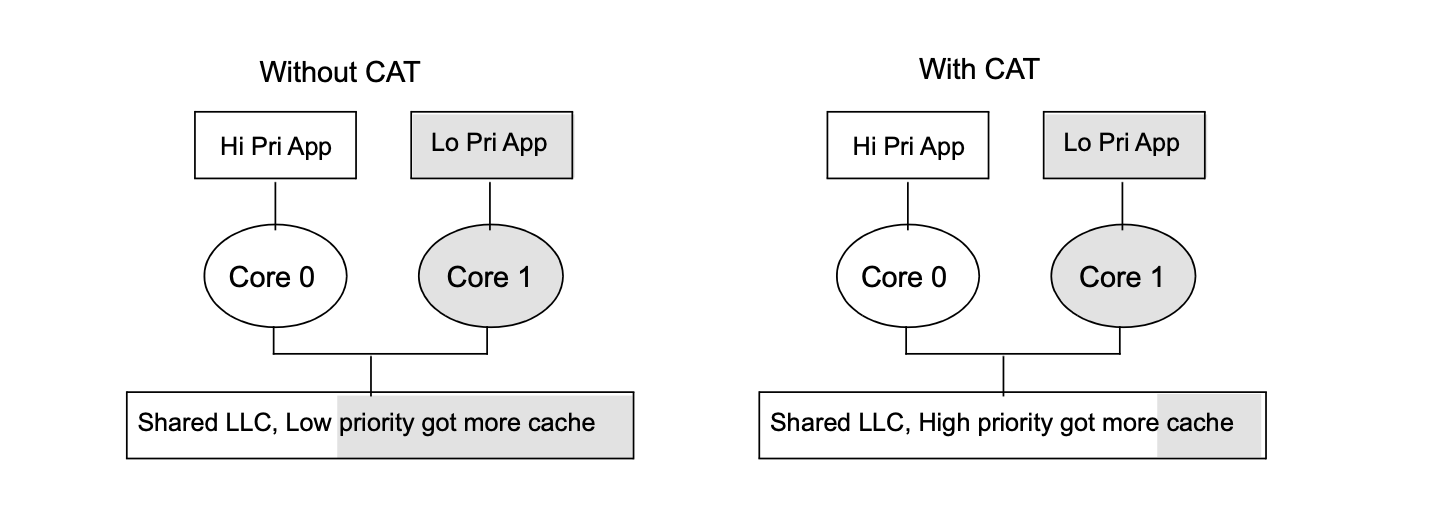 Without CAT
Hi Pri App
Lo Pri App
Core 0
Core 1
Shared LLC, Low priority got more cache
With CAT
Hi Pri App
Lo Pri App
Core 0
Core 1
Shared LLC, High priority got more cache